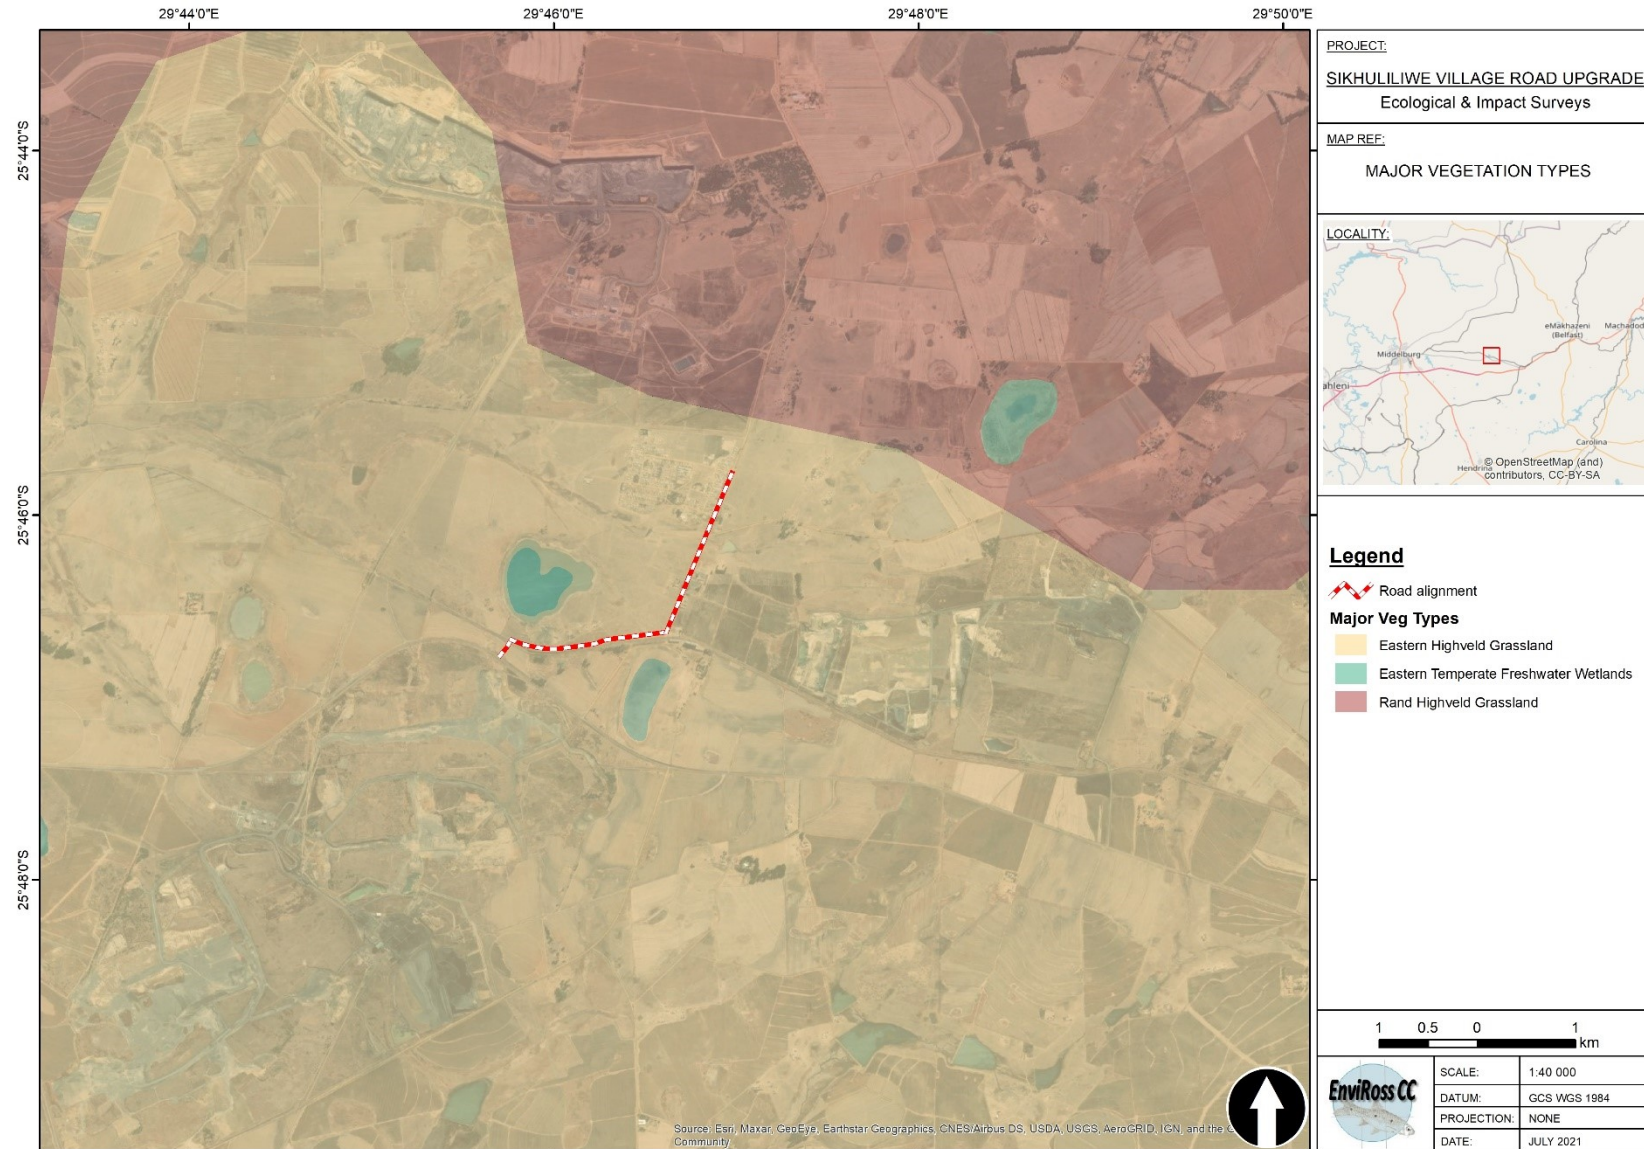 29°44'0"E
29°46'0"E
29°48'0"E
29°50'0"E
25°44'0"S
25°46'0"S
25°48'0"S
PROJECT:
SIKHULILIWE VILLAGE ROAD UPGRADE
Ecological & Impact Surveys
MAP REF:
MAJOR VEGETATION TYPES
LOCALITY:
eMakhazeni
(Belfast)
Machadod
Middelburg
ahleni
Carolina
Hendrina
© OpenStreetMap (and)
contributors, CC-BY-SA
Legend
Road alignment
Major Veg Types
Eastern Highveld Grassland
Eastern Temperate Freshwater Wetlands
Rand Highveld Grassland
1 0.5 0 1
km
EnviRoss CC
SCALE: 1:40 000
DATUM: GCS WGS 1984
PROJECTION: NONE
DATE: JULY 2021
Source: Esri, Maxar, GeoEye, Earthstar Geographics, CNES/Airbus DS, USDA, USGS, AeroGRID, IGN, and the G
Community